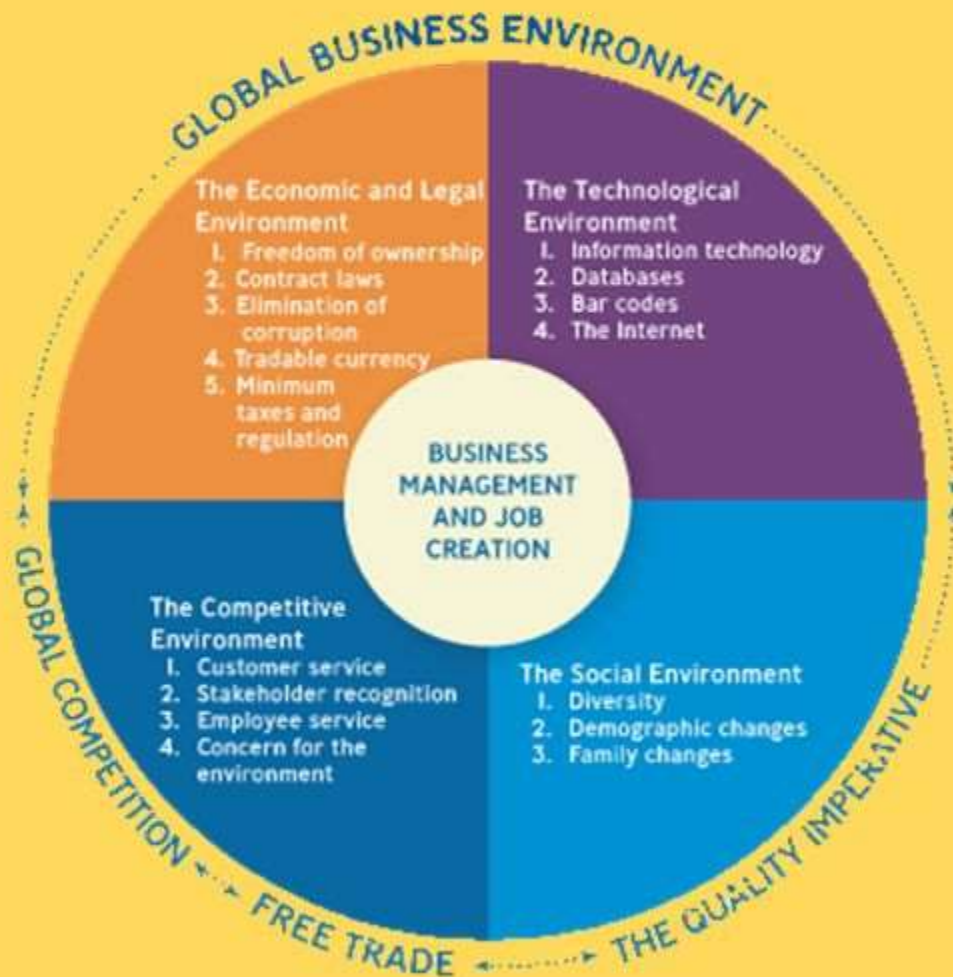 GLOBAL BUSINESS ENVIRONMENT
The Economic and Legal
Environment
1. Freedom of ownership
2. Contract laws
3. Elimination of
corruption
4. Tradable currency
5. Minimum
taxes and
regulation
The Technological
Environment
1. Information technology
2. Databases
3. Bar codes
4. The Internet
BUSINESS
MANAGEMENT
AND JOB
CREATION
The Competitive
Environment
1. Customer service
2. Stakeholder recognition
3. Employee service
4. Concern for the
environment
The Social Environment
1. Diversity
2. Demographic changes
3. Family changes
GLOBAL COMPETITION
FREE TRADE
THE QUALITY IMPERATIVE